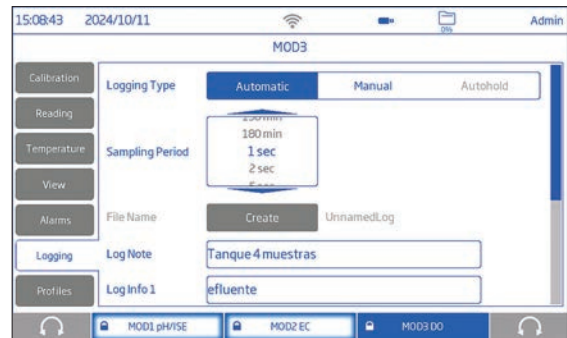 15:08:43 2024/10/11 0% Admin
MOD3
Calibration
Logging Type Automatic Manual Autohold
Reading
180 min
Temperature Sampling Period 1 sec
2 sec
View
Alarms File Name Create UnnamedLog
Logging Log Note Tanque 4 muestras
Profiles Log Info 1 efluente
MOD1 pH/ISE MOD2 EC MOD3 DO